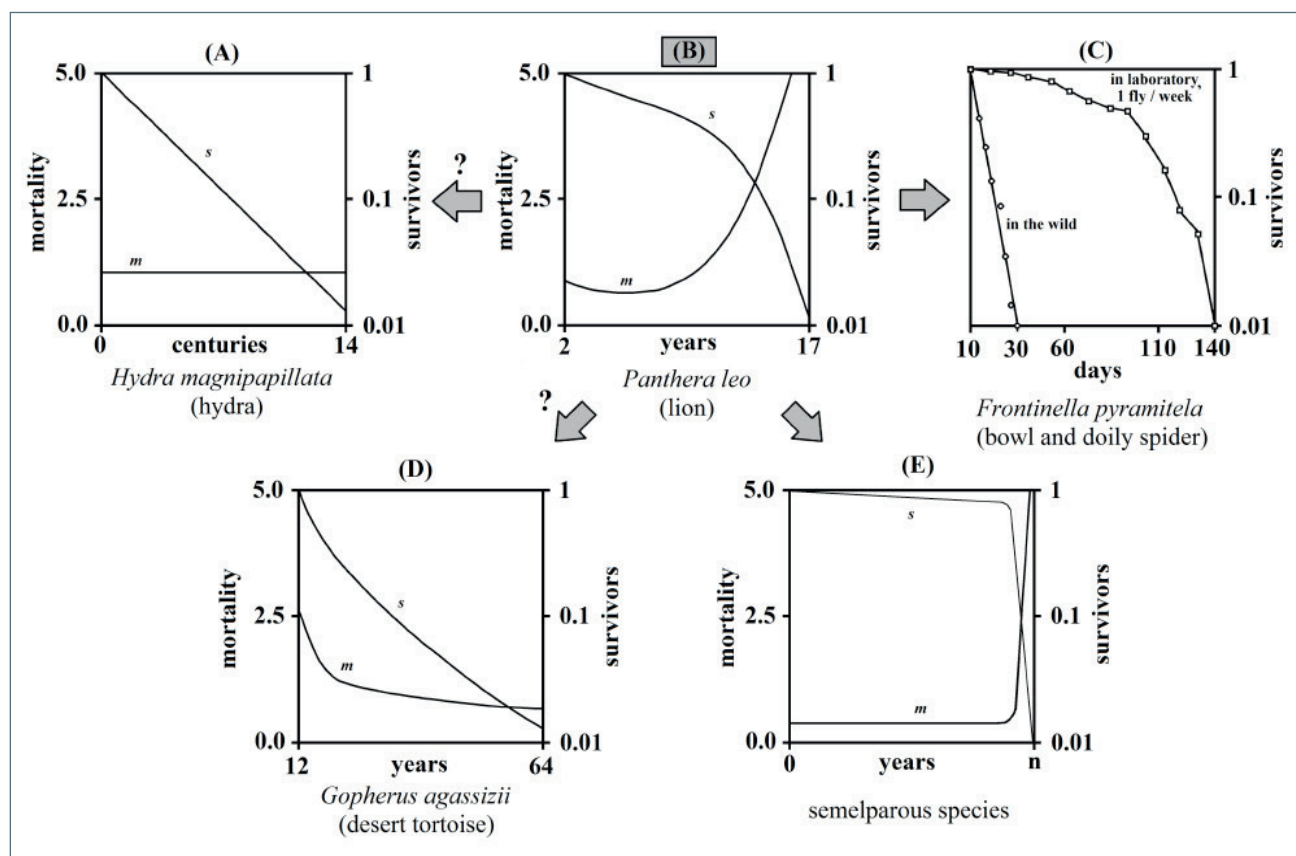 (A)
5.0
2.5
0.0
mortality
s
m
1
0.1
0.01
survivors
0
centuries
14
Hydra magnipapillata
(hydra)
?
(B)
5.0
2.5
0.0
mortality
s
m
1
0.1
0.01
survivors
2
years
17
Panthera leo
(lion)
(C)
in laboratory,
1 fly / week
in the wild
1
0.1
0.01
survivors
10
30
60
110
140
days
Frontinella pyramitela
(bowl and doily spider)
?
(D)
5.0
2.5
0.0
mortality
s
m
1
0.1
0.01
survivors
12
years
64
Gopherus agassizii
(desert tortoise)
(E)
5.0
2.5
0.0
mortality
s
m
1
0.1
0.01
survivors
0
years
n
semelparous species